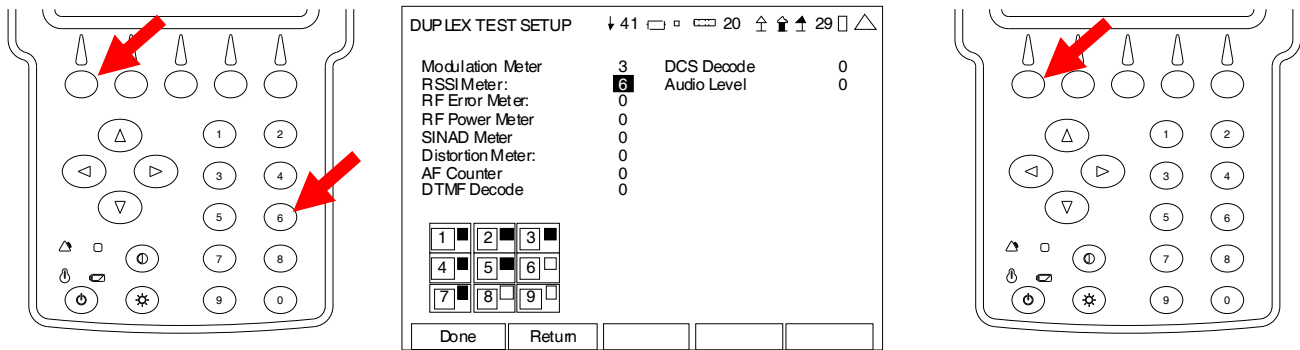 1 2
3 4
5 6
7 8
9 0
DUPLEX TEST SETUP 41 20 29
Modulation Meter 3 DCS Decode 0
RSSI Meter: 6 Audio Level 0
RF Error Meter: 0
RF Power Meter 0
SINAD Meter 0
Distortion Meter: 0
AF Counter 0
DTMF Decode 0
1 2 3
4 5 6
7 8 9
Done Return
1 2
3 4
5 6
7 8
9 0